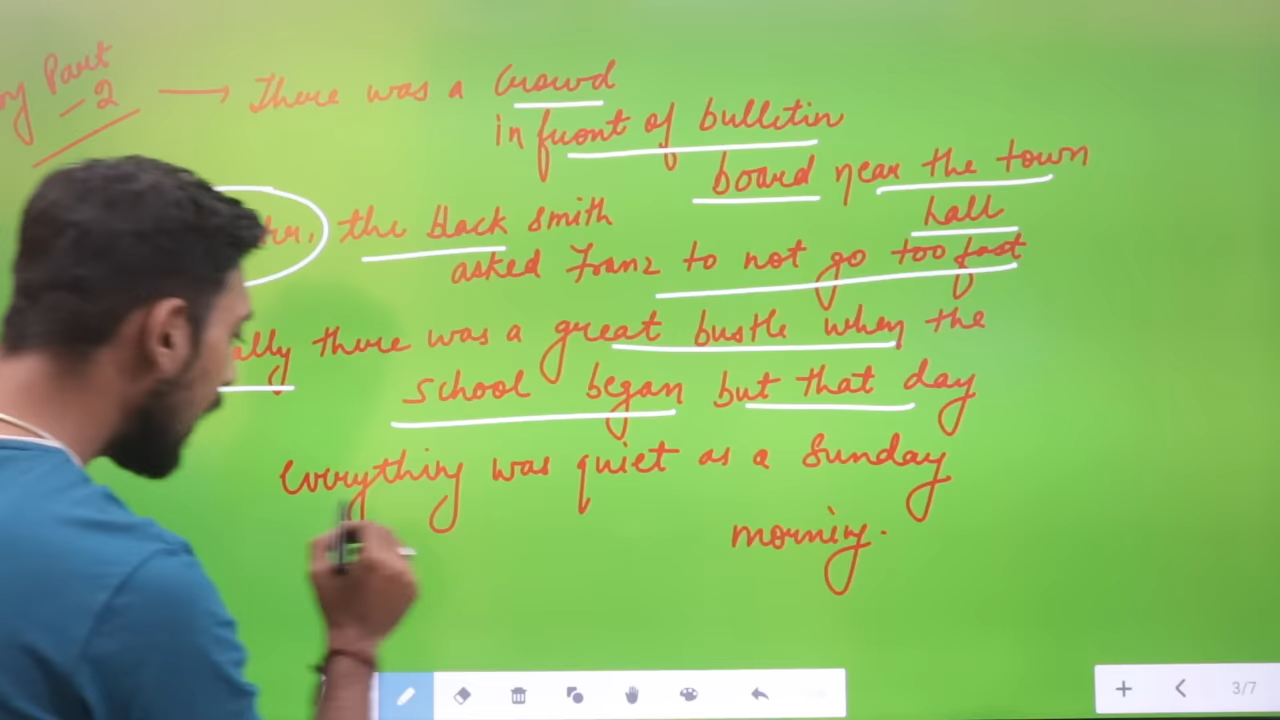 Part
- 2 → There was a crowd
in front of bulletin
board near the town
hall
the black smith
asked Franz to not go too fast
ally there was a great bustle when the
school began but that day
Everything was quiet as a Sunday
morning.
3/7